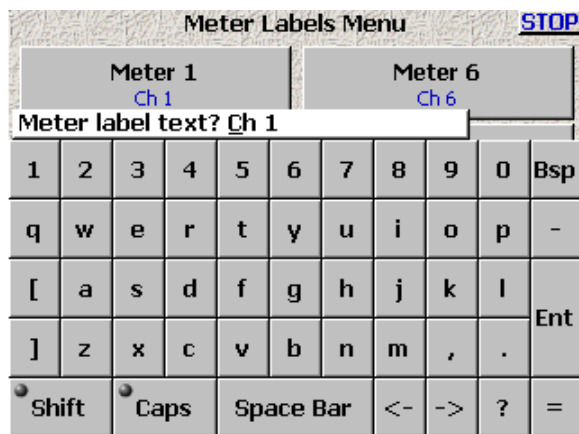 Meter Labels Menu STOP
Meter 1 Meter 6
Ch 1 Ch 6
Meter label text? Ch 1
1 2 3 4 5 6 7 8 9 0 Bsp
q w e r t y u i o p -
[ a s d f g h j k l
Ent
] z x c v b n m , .
Shift Caps Space Bar <- -> ? =